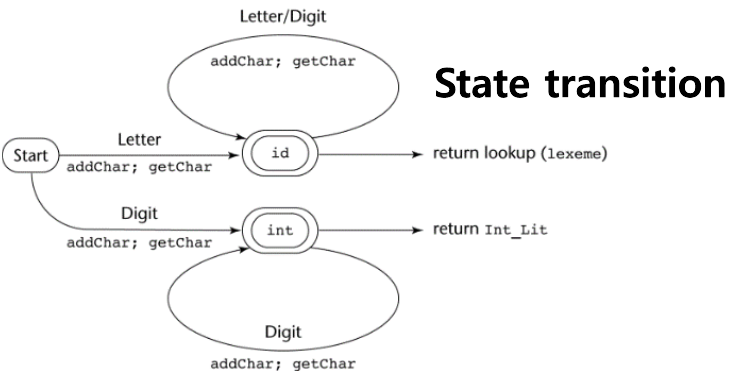 Letter/Digit
addChar; getChar
State transition
Letter
Start
addChar; getChar
id
return lookup (lexeme)
Digit
addChar; getChar
int
return Int_Lit
Digit
addChar; getChar